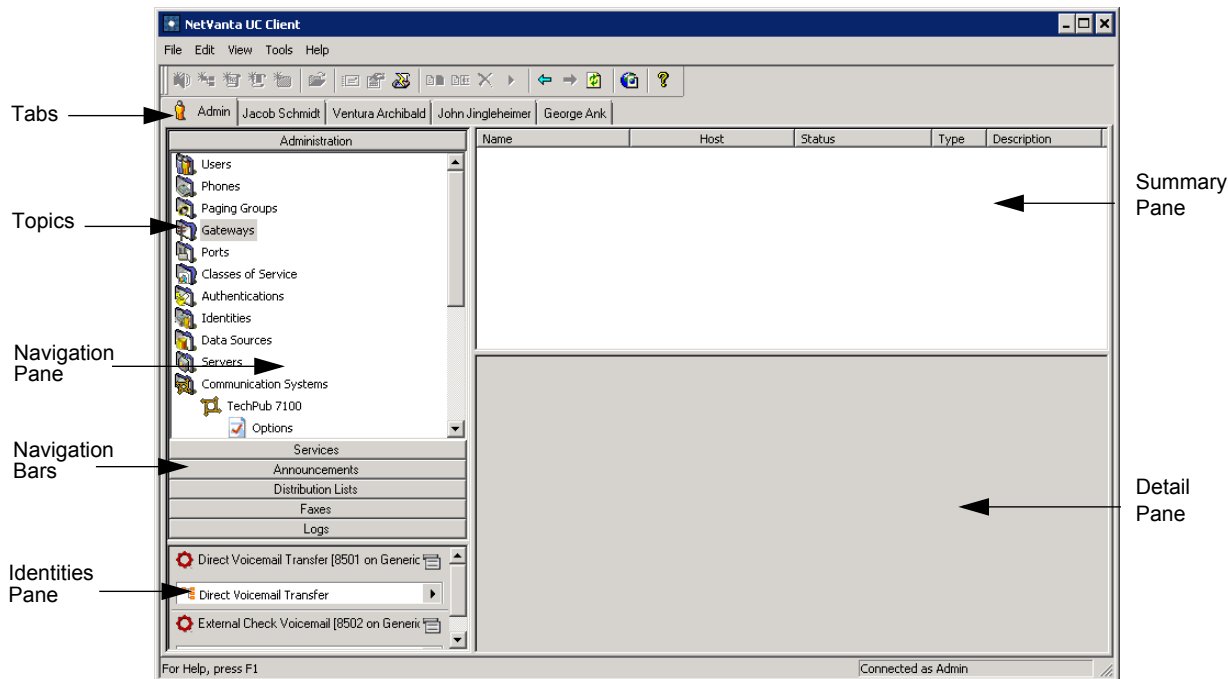 NetVanta UC Client
File Edit View Tools Help
Tabs
Admin Jacob Schmidt Ventura Archibald John Jingleheimer George Ank
Administration
Name Host Status Type Description
Users
Phones
Paging Groups
Topics
Gateways
Ports
Classes of Service
Authentications
Identities
Data Sources
Navigation
Pane
Servers
Communication Systems
TechPub 7100
Options
Summary
Pane
Services
Navigation
Bars
Announcements
Distribution Lists
Faxes
Logs
Detail
Pane
Direct Voicemail Transfer [8501 on Generic
Identities
Pane
Direct Voicemail Transfer
External Check Voicemail [8502 on Generic
For Help, press F1
Connected as Admin